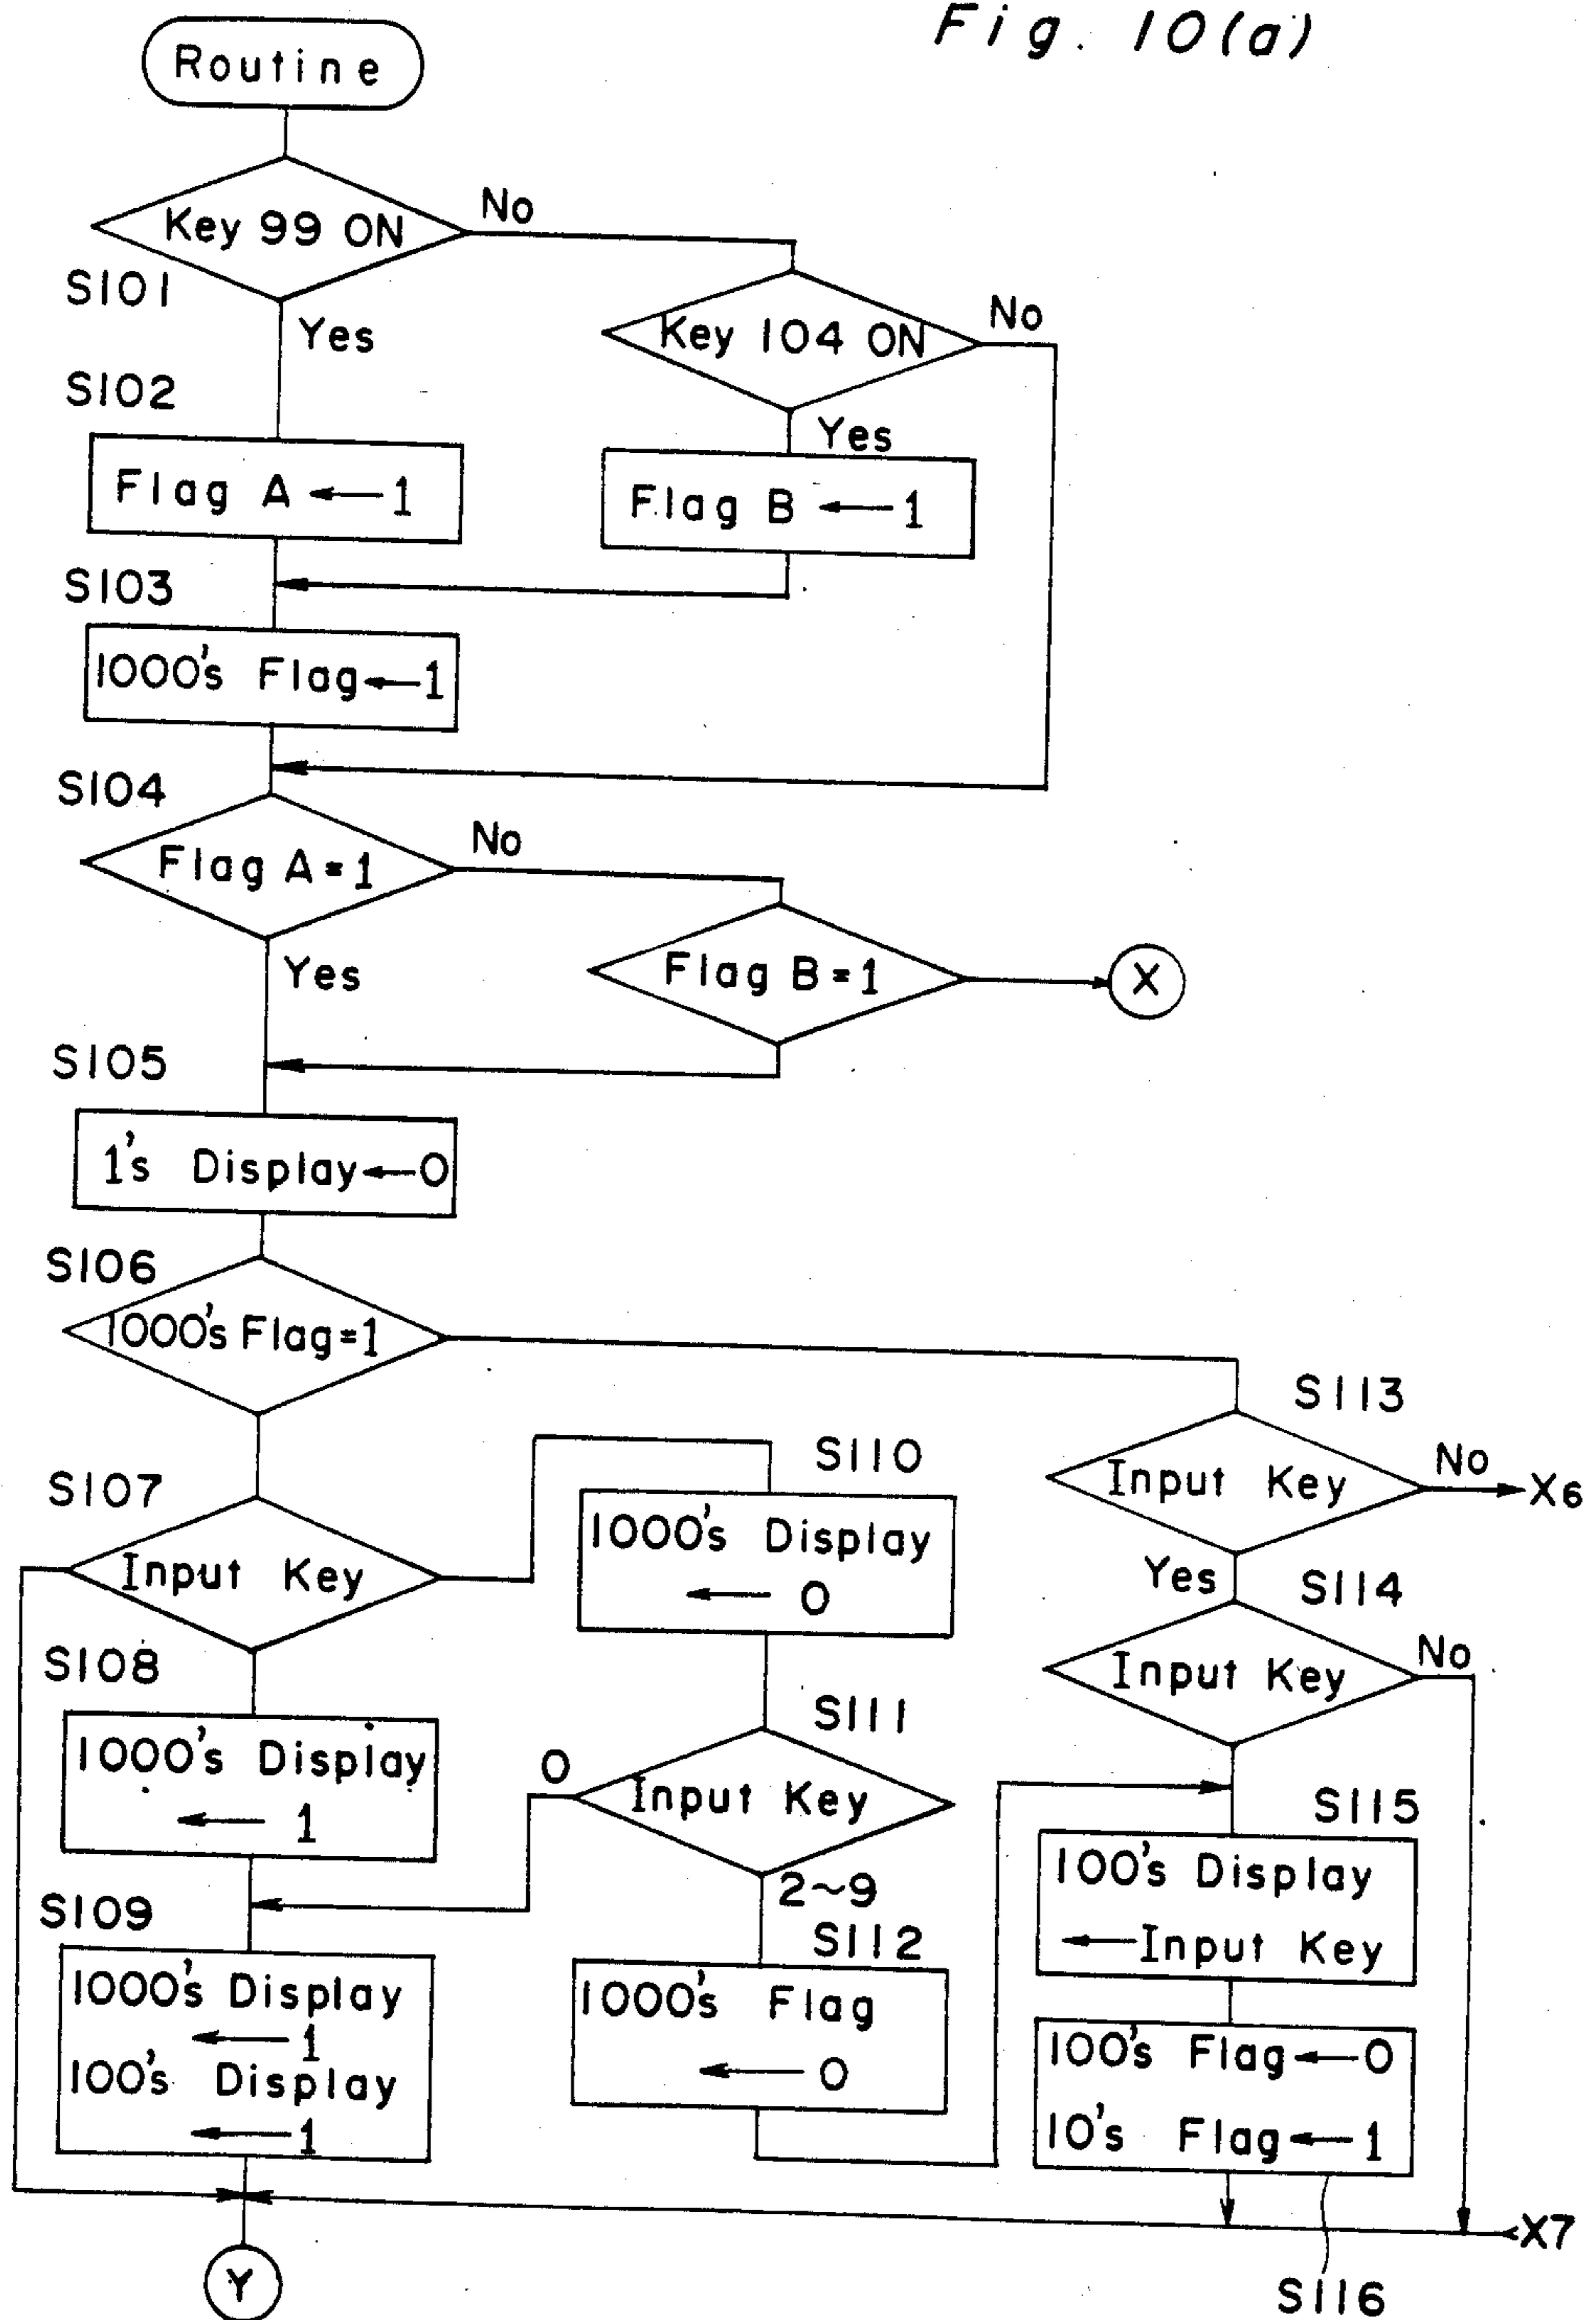 Fig. 10(a)
Routine
Key 99 ON
No
S101
Yes
Key 104 ON
No
S102
Yes
Flag A ← 1
Flag B ← 1
S103
1000's Flag ← 1
S104
Flag A = 1
No
Yes
Flag B = 1
X
S105
1's Display ← 0
S106
1000's Flag = 1
S113
Input Key
No
X6
S107
Input Key
S110
1000's Display
← 0
Yes
S114
Input Key
No
S108
1000's Display
← 1
S111
O
Input Key
2~9
S115
100's Display
← Input Key
S109
1000's Display
← 1
100's Display
← 1
S112
1000's Flag
← 0
100's Flag ← 0
10's Flag ← 1
X7
Y
S116